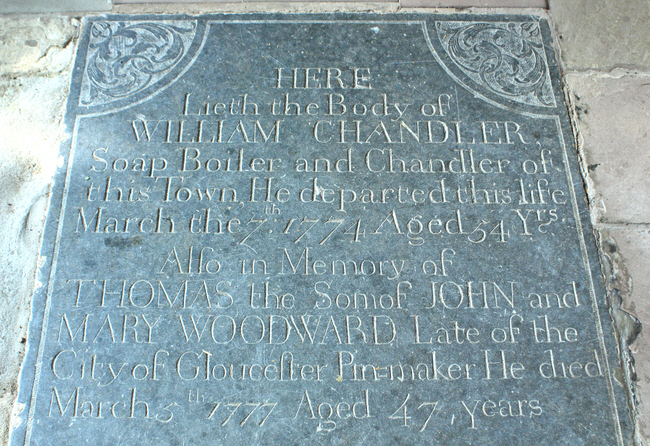 HERE
Lieth the Body of
WILLIAM CHANDLER,
Soap Boiler and Chandler of
this Town, He departed this life
March the 7th. 1774 Aged 54 Yrs.
Alſo in Memory of
THOMAS the Son of JOHN and
MARY WOODWARD Late of the
City of Glouceſter Pin=maker He died
March 5th 1777 Aged 47 years